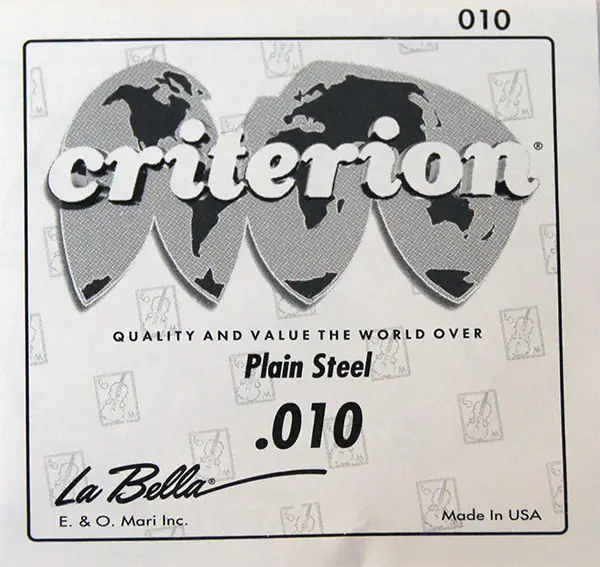 010
criterion®
QUALITY AND VALUE THE WORLD OVER
Plain Steel
.010
La Bella®
E. & O. Mari Inc.
Made In USA